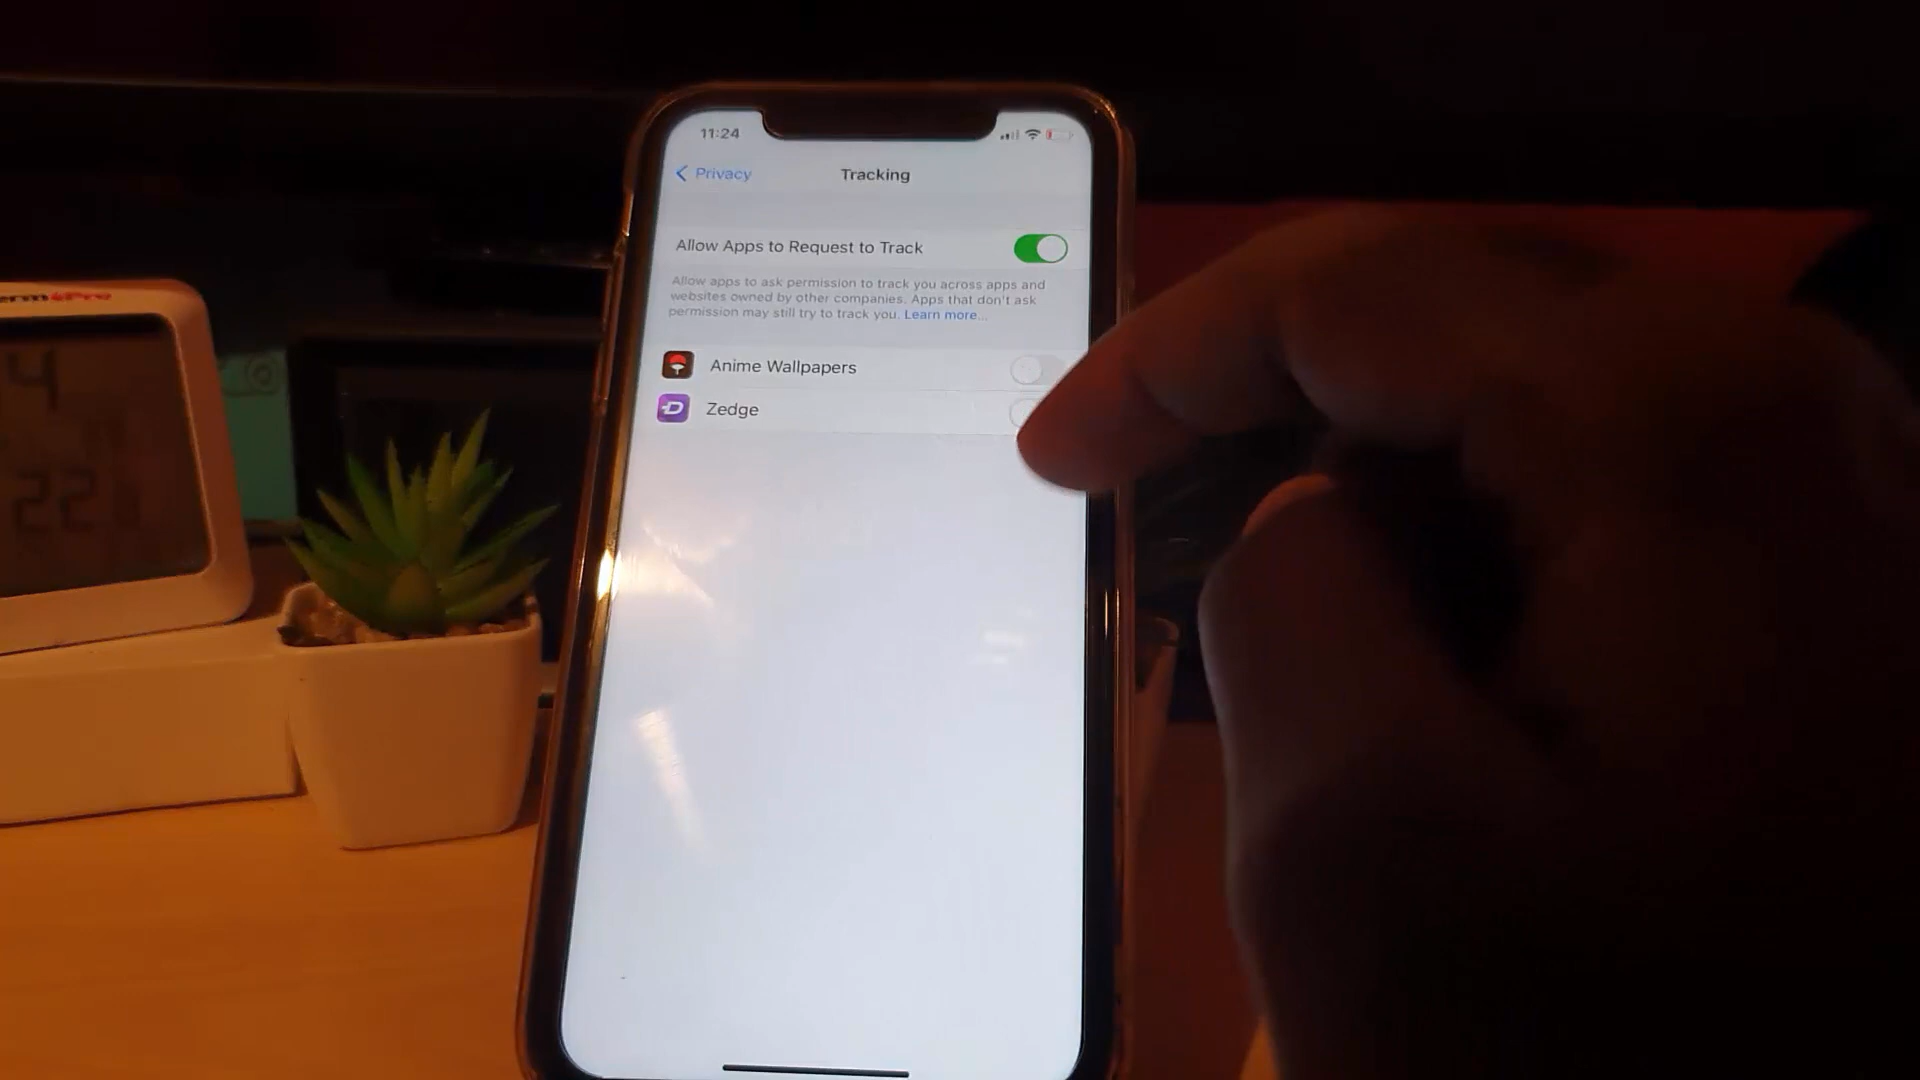 11:24
Privacy
Tracking
Allow Apps to Request to Track
Allow apps to ask permission to track you across apps and
websites owned by other companies. Apps that don't ask
permission may still try to track you. Learn more...
Anime Wallpapers
Zedge
4
22